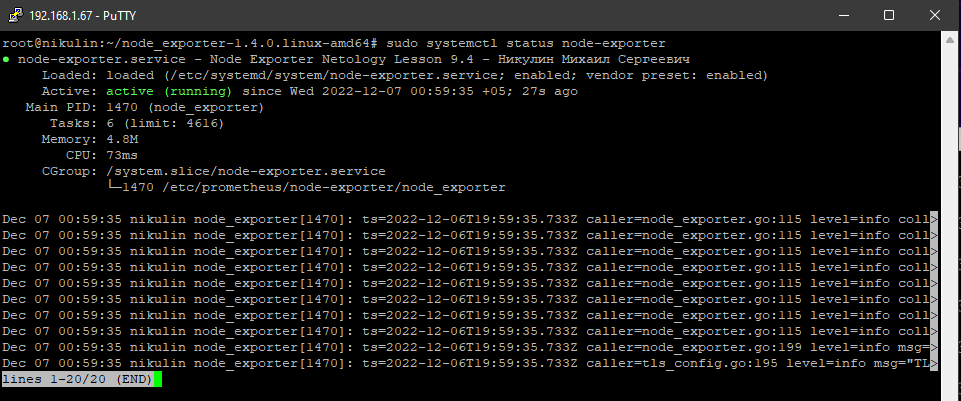 192.168.1.67 - PuTTY
root@nikulin:~/node_exporter-1.4.0.linux-amd64# sudo systemctl status node-exporter
● node-exporter.service - Node Exporter Netology Lesson 9.4 - Никулин Михаил Сергеевич
     Loaded: loaded (/etc/systemd/system/node-exporter.service; enabled; vendor preset: enabled)
     Active: active (running) since Wed 2022-12-07 00:59:35 +05; 27s ago
   Main PID: 1470 (node_exporter)
      Tasks: 6 (limit: 4616)
     Memory: 4.8M
        CPU: 73ms
     CGroup: /system.slice/node-exporter.service
             └─1470 /etc/prometheus/node-exporter/node_exporter
Dec 07 00:59:35 nikulin node_exporter[1470]: ts=2022-12-06T19:59:35.733Z caller=node_exporter.go:115 level=info coll>
Dec 07 00:59:35 nikulin node_exporter[1470]: ts=2022-12-06T19:59:35.733Z caller=node_exporter.go:115 level=info coll>
Dec 07 00:59:35 nikulin node_exporter[1470]: ts=2022-12-06T19:59:35.733Z caller=node_exporter.go:115 level=info coll>
Dec 07 00:59:35 nikulin node_exporter[1470]: ts=2022-12-06T19:59:35.733Z caller=node_exporter.go:115 level=info coll>
Dec 07 00:59:35 nikulin node_exporter[1470]: ts=2022-12-06T19:59:35.733Z caller=node_exporter.go:115 level=info coll>
Dec 07 00:59:35 nikulin node_exporter[1470]: ts=2022-12-06T19:59:35.733Z caller=node_exporter.go:115 level=info coll>
Dec 07 00:59:35 nikulin node_exporter[1470]: ts=2022-12-06T19:59:35.733Z caller=node_exporter.go:115 level=info coll>
Dec 07 00:59:35 nikulin node_exporter[1470]: ts=2022-12-06T19:59:35.733Z caller=node_exporter.go:115 level=info coll>
Dec 07 00:59:35 nikulin node_exporter[1470]: ts=2022-12-06T19:59:35.733Z caller=node_exporter.go:199 level=info msg=>
Dec 07 00:59:35 nikulin node_exporter[1470]: ts=2022-12-06T19:59:35.733Z caller=tls_config.go:195 level=info msg="TL>
lines 1-20/20 (END)